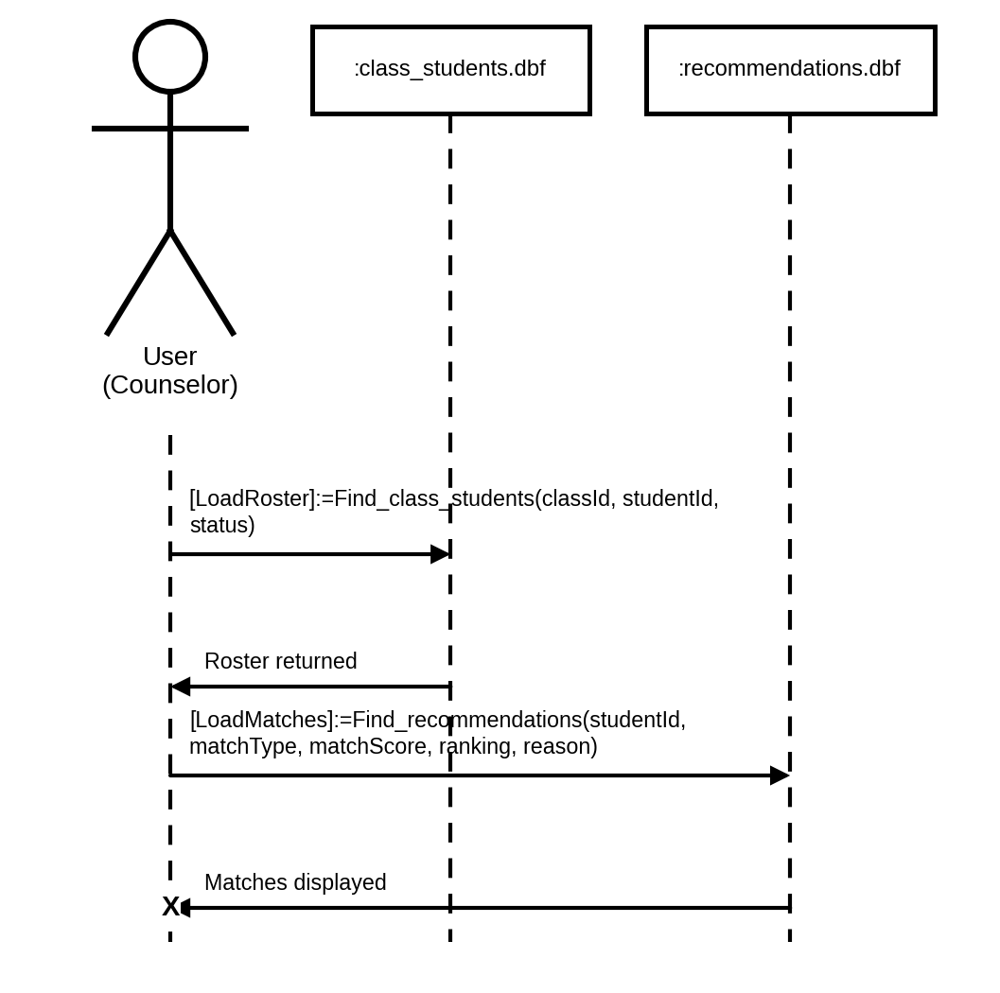 :class_students.dbf
:recommendations.dbf
User
(Counselor)
[LoadRoster]:=Find_class_students(classId, studentId,
status)
Roster returned
[LoadMatches]:=Find_recommendations(studentId,
matchType, matchScore, ranking, reason)
Matches displayed
X